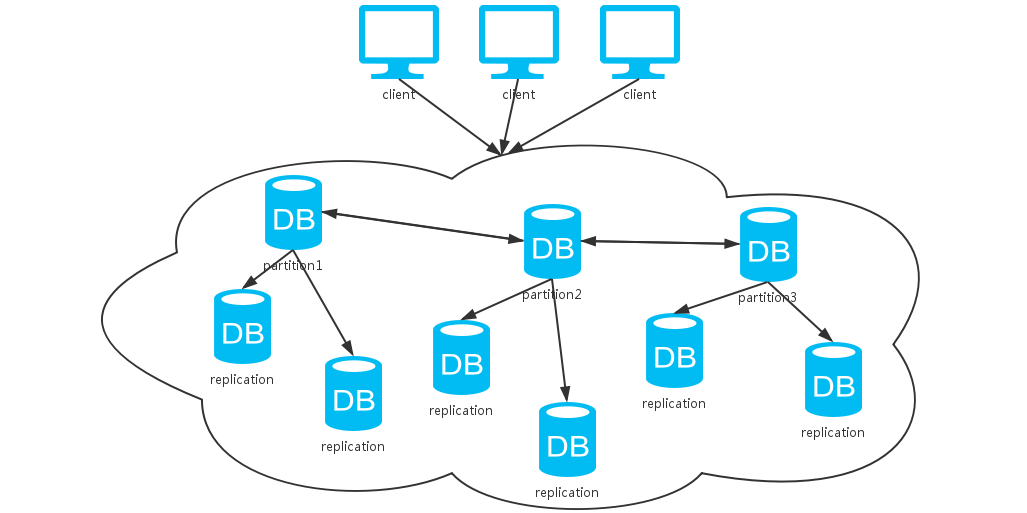 client
client
client
DB
partition1
DB
partition2
DB
partition3
DB
replication
DB
replication
DB
replication
DB
replication
DB
replication
DB
replication